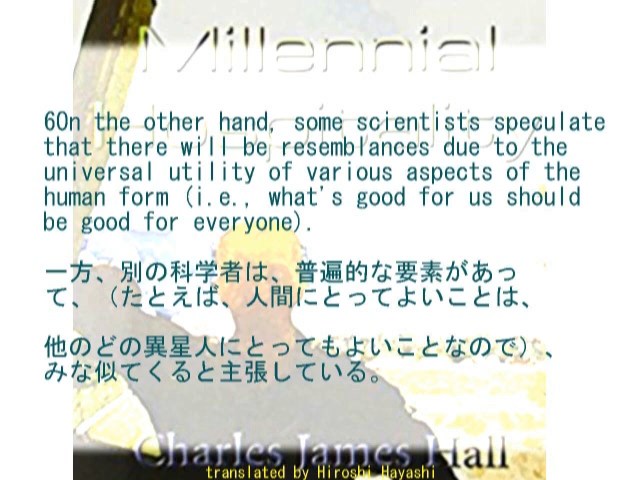 Millennial
Hospitality
6On the other hand, some scientists speculate
that there will be resemblances due to the
universal utility of various aspects of the
human form (i.e., what's good for us should
be good for everyone).
一方、別の科学者は、普遍的な要素があっ
て、（たとえば、人間にとってよいことは、
他のどの異星人にとってもよいことなので）、
みな似てくると主張している。
Charles James Hall
translated by Hiroshi Hayashi